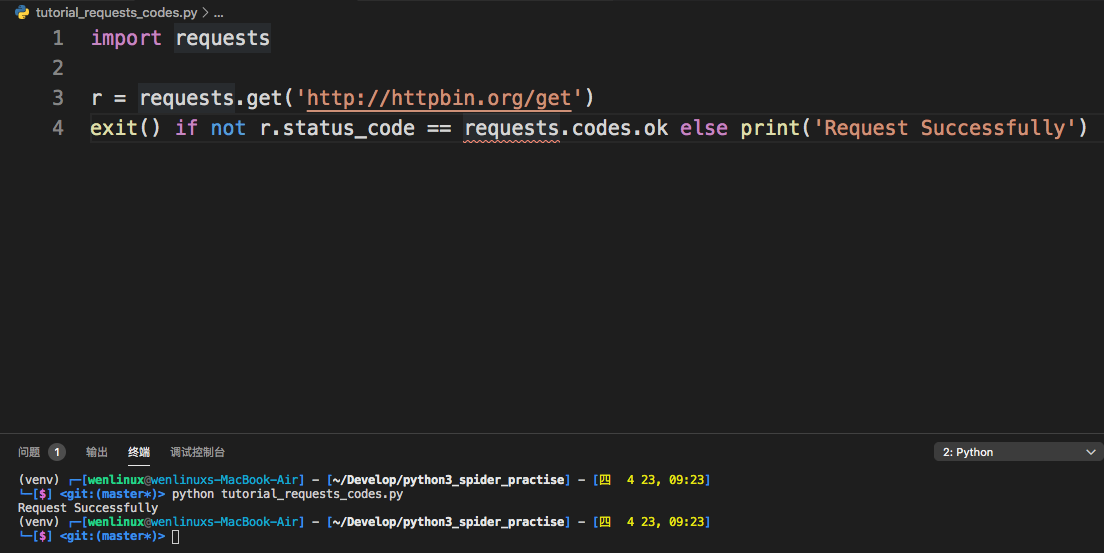 tutorial_requests_codes.py > ...
1 import requests
2
3 r = requests.get('http://httpbin.org/get')
4 exit() if not r.status_code == requests.codes.ok else print('Request Successfully')
问题 1 输出 终端 调试控制台 2: Python
(venv) ┌─[wenlinux@wenlinuxs-MacBook-Air] - [~/Develop/python3_spider_practise] - [四  4 23, 09:23]
└─[$] <git:(master*)> python tutorial_requests_codes.py
Request Successfully
(venv) ┌─[wenlinux@wenlinuxs-MacBook-Air] - [~/Develop/python3_spider_practise] - [四  4 23, 09:23]
└─[$] <git:(master*)>